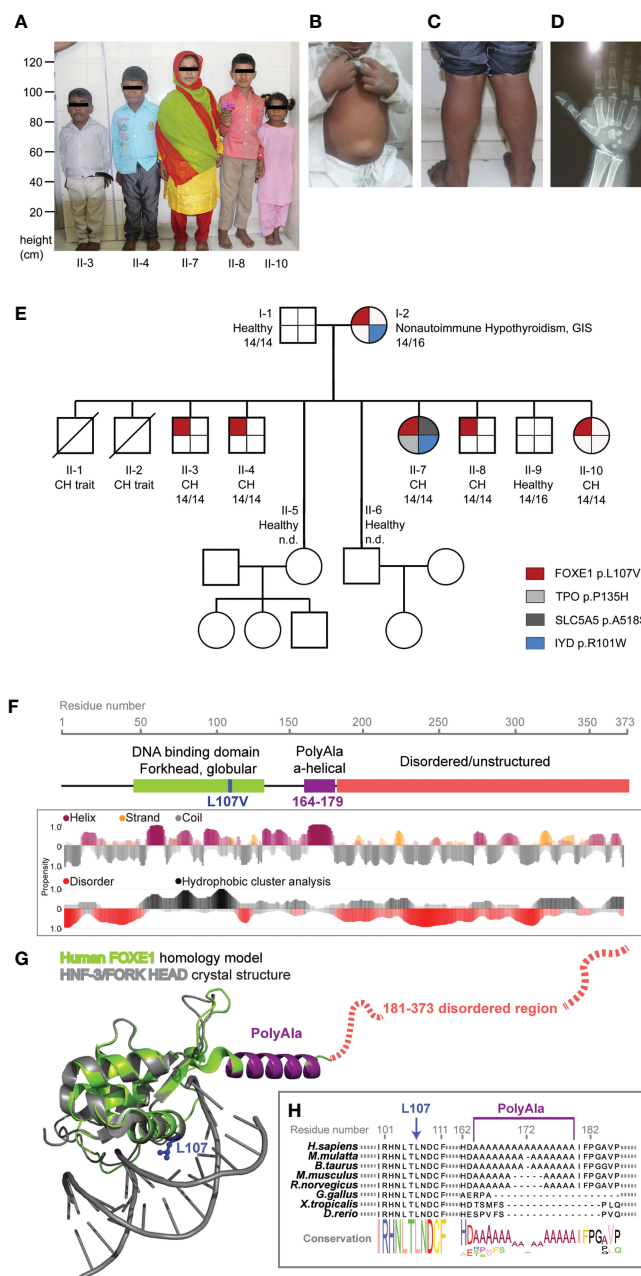 A
B
C
D
120
100
80
60
40
20
height
(cm)
II-3 II-4 II-7 II-8 II-10
E
I-1
Healthy
14/14
I-2
Nonautoimmune Hypothyroidism, GIS
14/16
II-1
CH trait
II-2
CH trait
II-3
CH
14/14
II-4
CH
14/14
II-5
Healthy
n.d.
II-6
Healthy
n.d.
II-7
CH
14/14
II-8
CH
14/14
II-9
Healthy
14/16
II-10
CH
14/14
FOXE1 p.L107V
TPO p.P135H
SLC5A5 p.A518S
IYD p.R101W
F
Residue number
1 50 100 150 200 250 300 350 373
DNA binding domain
Forkhead, globular
PolyAla
a-helical
Disordered/unstructured
L107V
164-179
Helix Strand Coil
1.0
0
1.0
Propensity
Disorder Hydrophobic cluster analysis
1.0
0
1.0
G
Human FOXE1 homology model
HNF-3/FORK HEAD crystal structure
PolyAla
181-373 disordered region
L107
H
L107
PolyAla
Residue number 101 111 162 172 182
H.sapiens
M.mulatta
B.taurus
M.musculus
R.norvegicus
G.gallus
X.tropicalis
D.rerio
Conservation